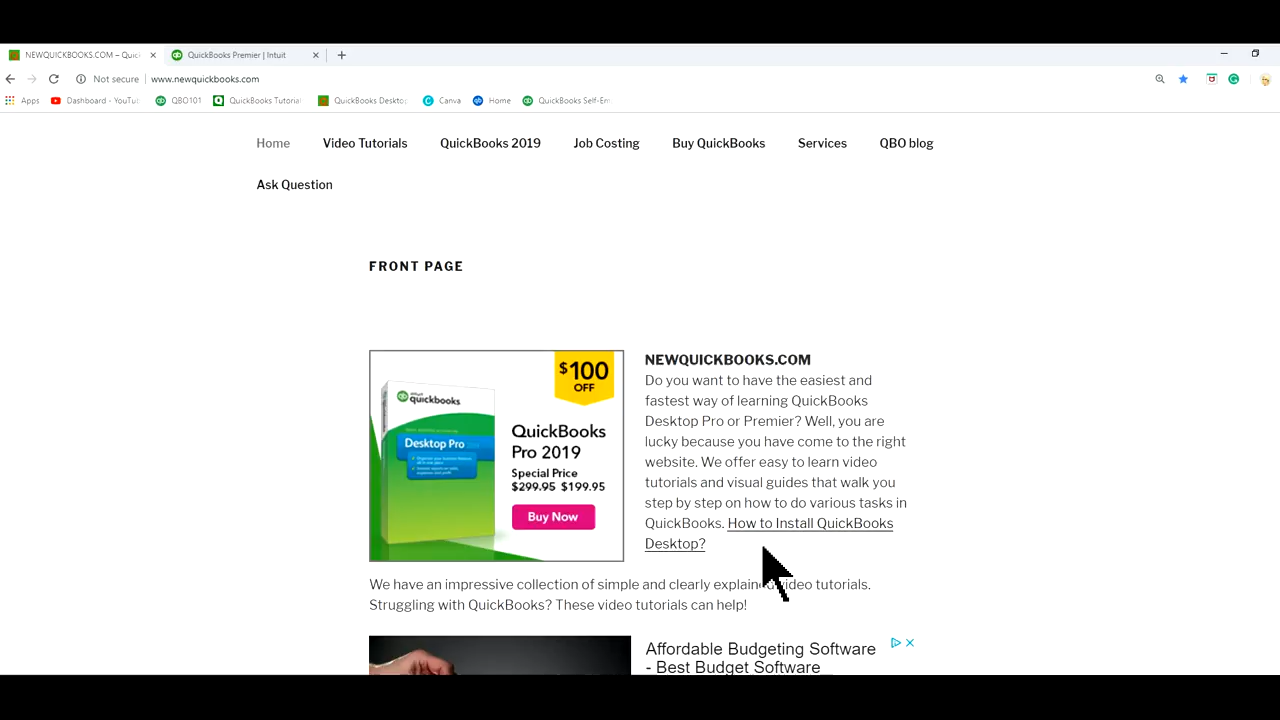 NEWQUICKBOOKS.COM – Quic
QuickBooks Premier | Intuit
Not secure
www.newquickbooks.com
Apps
Dashboard - YouTu
QBO101
QuickBooks Tutorial
QuickBooks Desktop
Canva
Home
QuickBooks Self-Em
Home
Video Tutorials
QuickBooks 2019
Job Costing
Buy QuickBooks
Services
QBO blog
Ask Question
FRONT PAGE
$100
OFF
intuit
quickbooks.
Desktop Pro
QuickBooks
Pro 2019
Special Price
$299.95 $199.95
Buy Now
NEWQUICKBOOKS.COM
Do you want to have the easiest and
fastest way of learning QuickBooks
Desktop Pro or Premier? Well, you are
lucky because you have come to the right
website. We offer easy to learn video
tutorials and visual guides that walk you
step by step on how to do various tasks in
QuickBooks. How to Install QuickBooks
Desktop?
We have an impressive collection of simple and clearly explained video tutorials.
Struggling with QuickBooks? These video tutorials can help!
Affordable Budgeting Software
- Best Budget Software